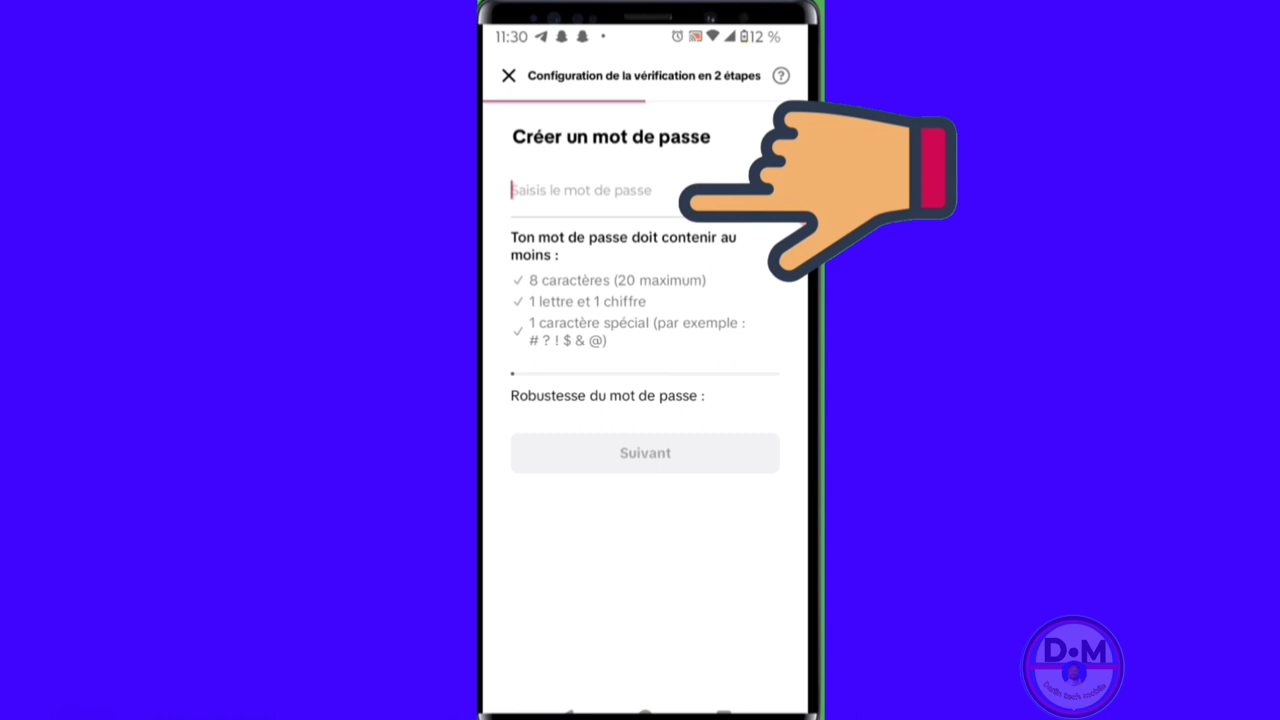 11:30
12 %
Configuration de la vérification en 2 étapes
Créer un mot de passe
Saisis le mot de passe
Ton mot de passe doit contenir au
moins :
8 caractères (20 maximum)
1 lettre et 1 chiffre
1 caractère spécial (par exemple :
# ? ! $ & @)
Robustesse du mot de passe :
Suivant
D•M
tech mobile